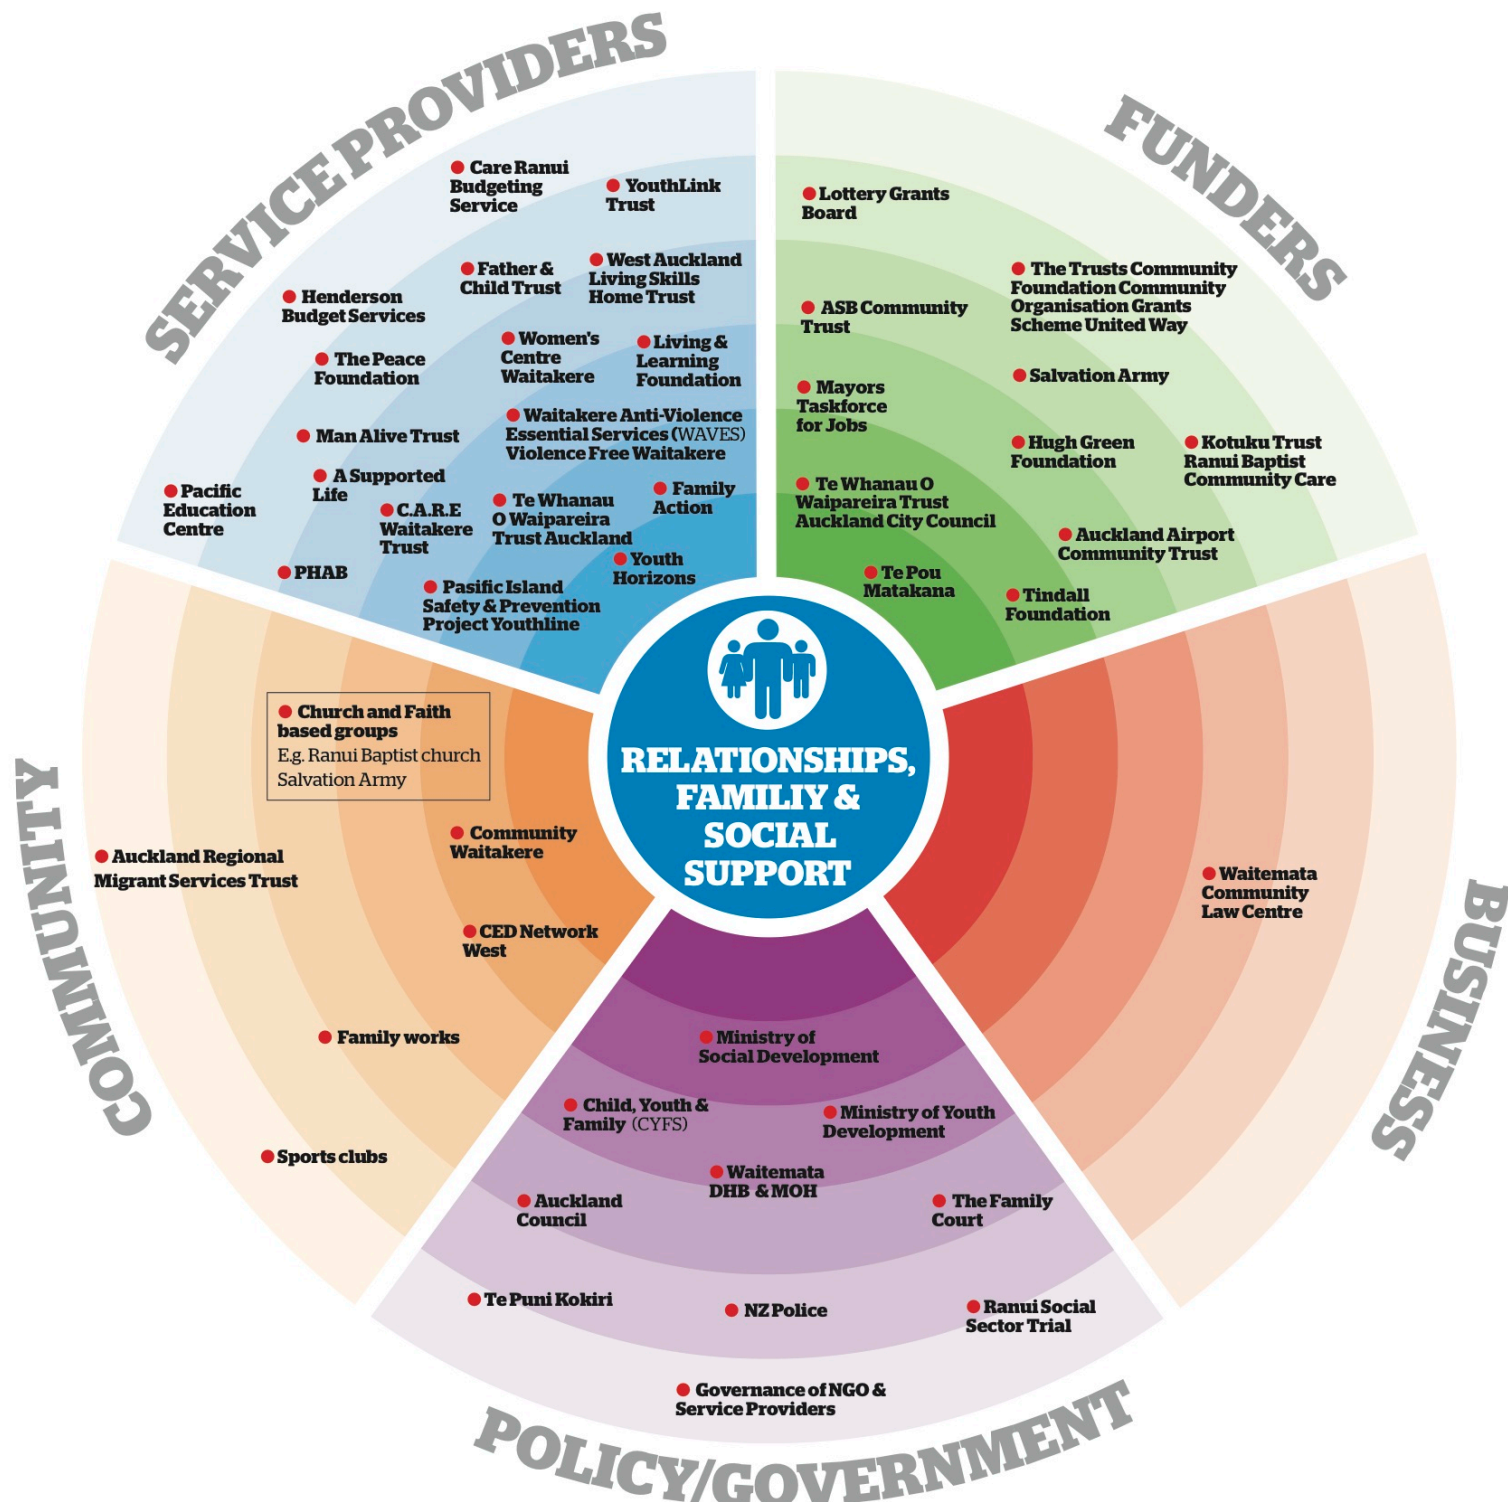 SERVICE PROVIDERS
Care Ranui
Budgeting
Service
YouthLink
Trust
Father &
Child Trust
West Auckland
Living Skills
Home Trust
Henderson
Budget Services
The Peace
Foundation
Women's
Centre
Waitakere
Living &
Learning
Foundation
Man Alive Trust
Waitakere Anti-Violence
Essential Services (WAVES)
Violence Free Waitakere
Pacific
Education
Centre
A Supported
Life
C.A.R.E
Waitakere
Trust
Te Whanau
O Waipareira
Trust Auckland
Family
Action
PHAB
Pasific Island
Safety & Prevention
Project Youthline
Youth
Horizons
FUNDERS
Lottery Grants
Board
The Trusts Community
Foundation Community
Organisation Grants
Scheme United Way
ASB Community
Trust
Salvation Army
Mayors
Taskforce
for Jobs
Hugh Green
Foundation
Kotuku Trust
Ranui Baptist
Community Care
Te Whanau O
Waipareira Trust
Auckland City Council
Auckland Airport
Community Trust
Te Pou
Matakana
Tindall
Foundation
RELATIONSHIPS,
FAMILIY &
SOCIAL
SUPPORT
COMMUNITY
Church and Faith
based groups
E.g. Ranui Baptist church
Salvation Army
Community
Waitakere
Auckland Regional
Migrant Services Trust
CED Network
West
Family works
Sports clubs
BUSINESS
Waitemata
Community
Law Centre
Ministry of
Social Development
Child, Youth &
Family (CYFS)
Ministry of Youth
Development
Waitemata
DHB & MOH
Auckland
Council
The Family
Court
Te Puni Kokiri
NZ Police
Ranui Social
Sector Trial
Governance of NGO &
Service Providers
POLICY/GOVERNMENT